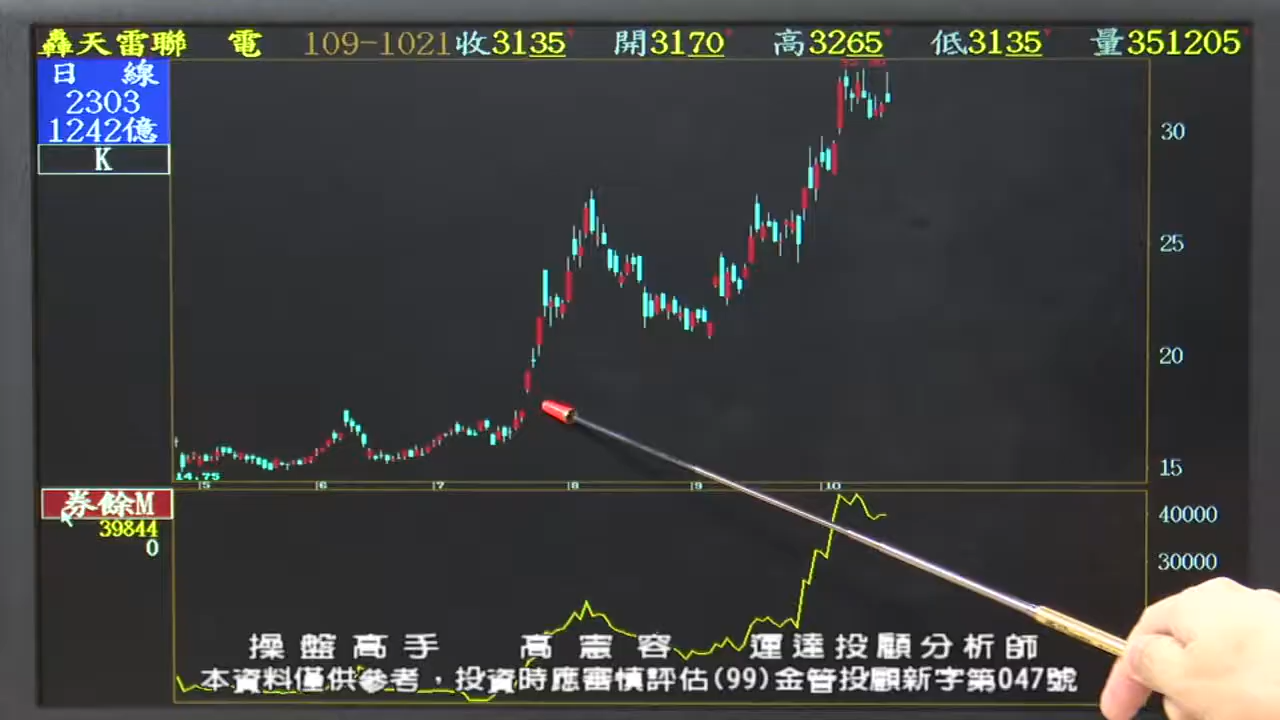 轟天雷聯 電 109-1021收3135 開3170 高3265 低3135 量351205
日 線
2303
1242億
K
30
25
20
15
14.75
5 6 7 8 9 10
券餘M
39844
0
40000
30000
操盤高手 高憲容 運達投顧分析師
本資料僅供參考，投資時應審慎評估(99)金管投顧新字第047號